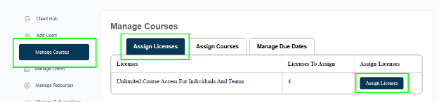 Client Hub
Add Users
Manage Courses
Manage Users
Manage Resources
Manage Subscriptions
Manage Courses
Assign Licenses
Assign Courses
Manage Due Dates
Licenses
Licenses To Assign
Assign Licenses
Unlimited Course Access For Individuals And Teams
4
Assign Licenses